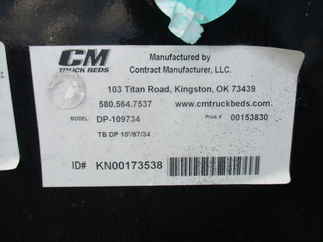 CM
TRUCK BEDS
Manufactured by
Contract Manufacturer, LLC.
103 Titan Road, Kingston, OK 73439
580.564.7537 www.cmtruckbeds.com
MODEL DP-109734 Prod # 00153830
TB DP 10'/97/34
ID# KN00173538